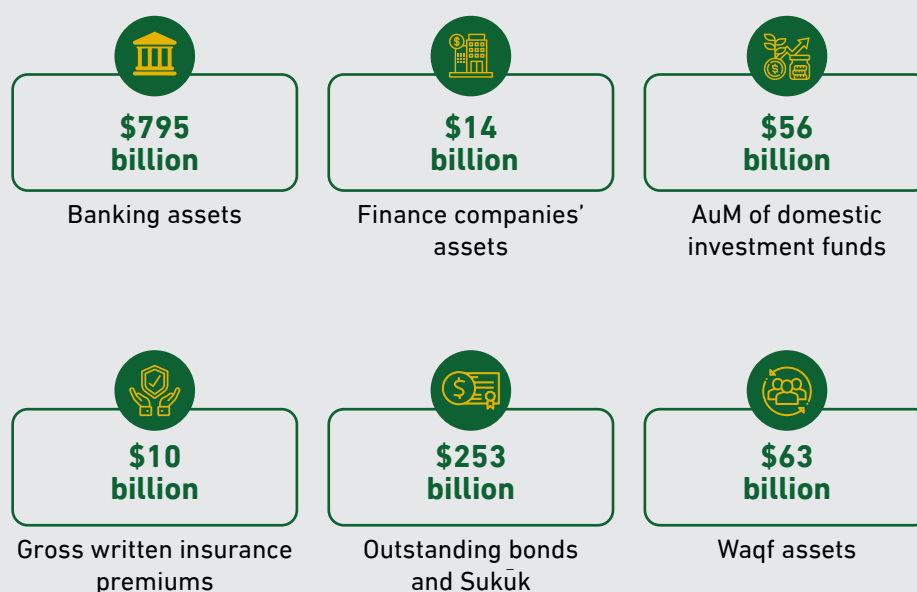 $795
billion
Banking assets
$14
billion
Finance companies’
assets
$56
billion
AuM of domestic
investment funds
$10
billion
Gross written insurance
premiums
$253
billion
Outstanding bonds
and Sukūk
$63
billion
Waqf assets